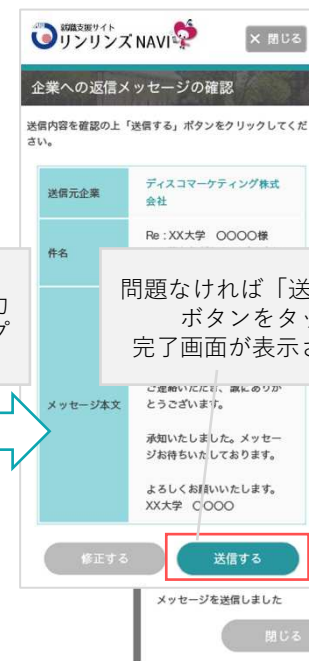 就職支援サイト
リンリンズNAVI
× 閉じる
企業への返信メッセージの確認
送信内容を確認の上「送信する」ボタンをクリックしてくだ
さい。
送信元企業
ディスコマーケティング株式
会社
件名
Re：XX大学 〇〇〇〇様
プ
問題なければ「送
ボタンをタッ
完了画面が表示さ
メッセージ本文
ご連絡いただき、誠にありが
とうございます。
承知いたしました。メッセー
ジお待ちいたしております。
よろしくお願いいたします。
XX大学 〇〇〇〇
修正する
送信する
メッセージを送信しました
閉じる